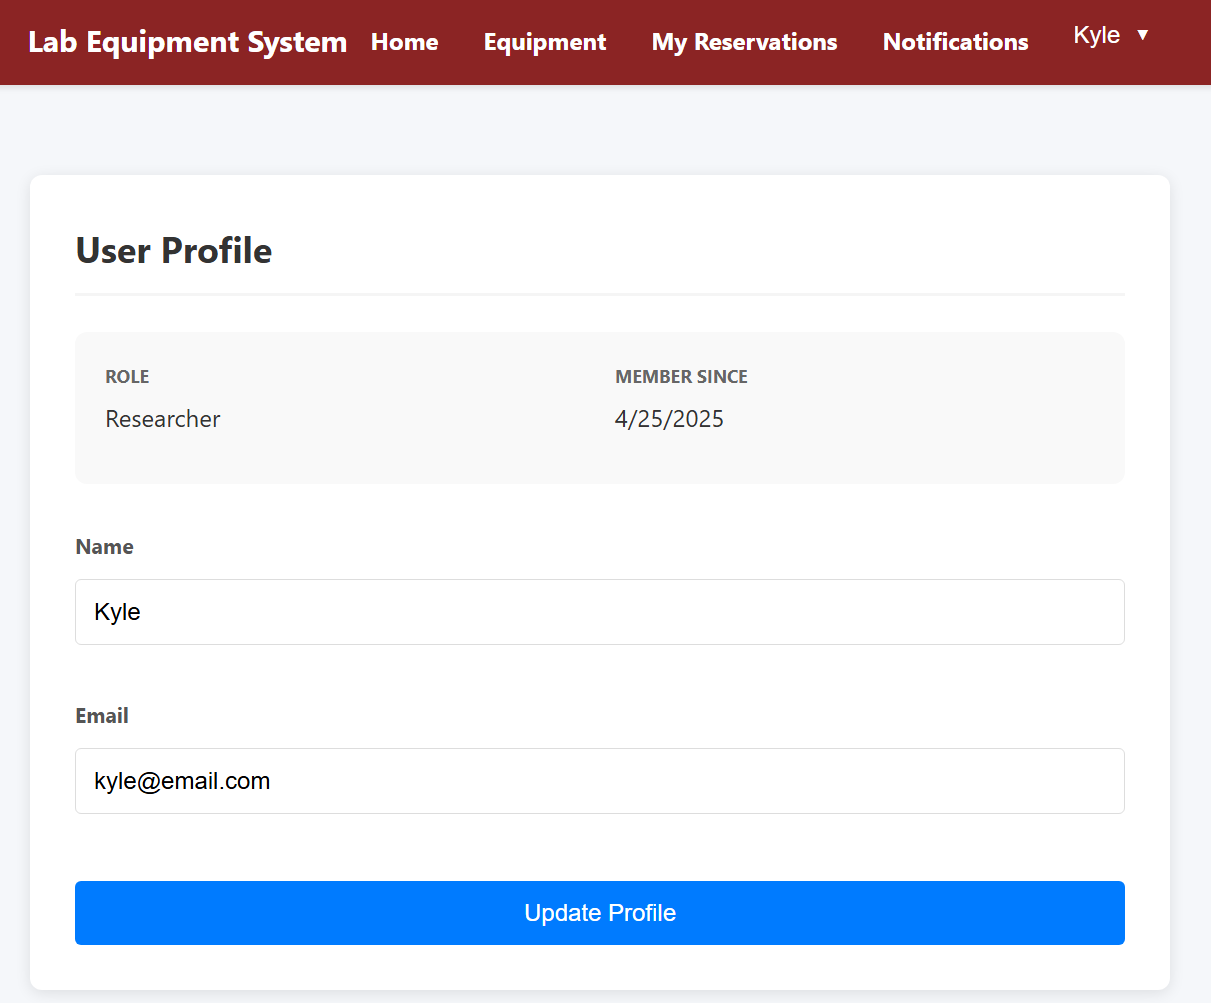 Lab Equipment System Home Equipment My Reservations Notifications Kyle ▼
User Profile
ROLE MEMBER SINCE
Researcher 4/25/2025
Name
Kyle
Email
kyle@email.com
Update Profile